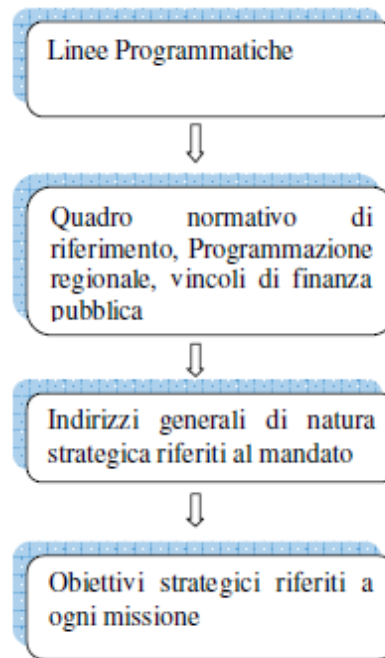 Linee Programmatiche
Quadro normativo di
riferimento, Programmazione
regionale, vincoli di finanza
pubblica
Indirizzi generali di natura
strategica riferiti al mandato
Obiettivi strategici riferiti a
ogni missione